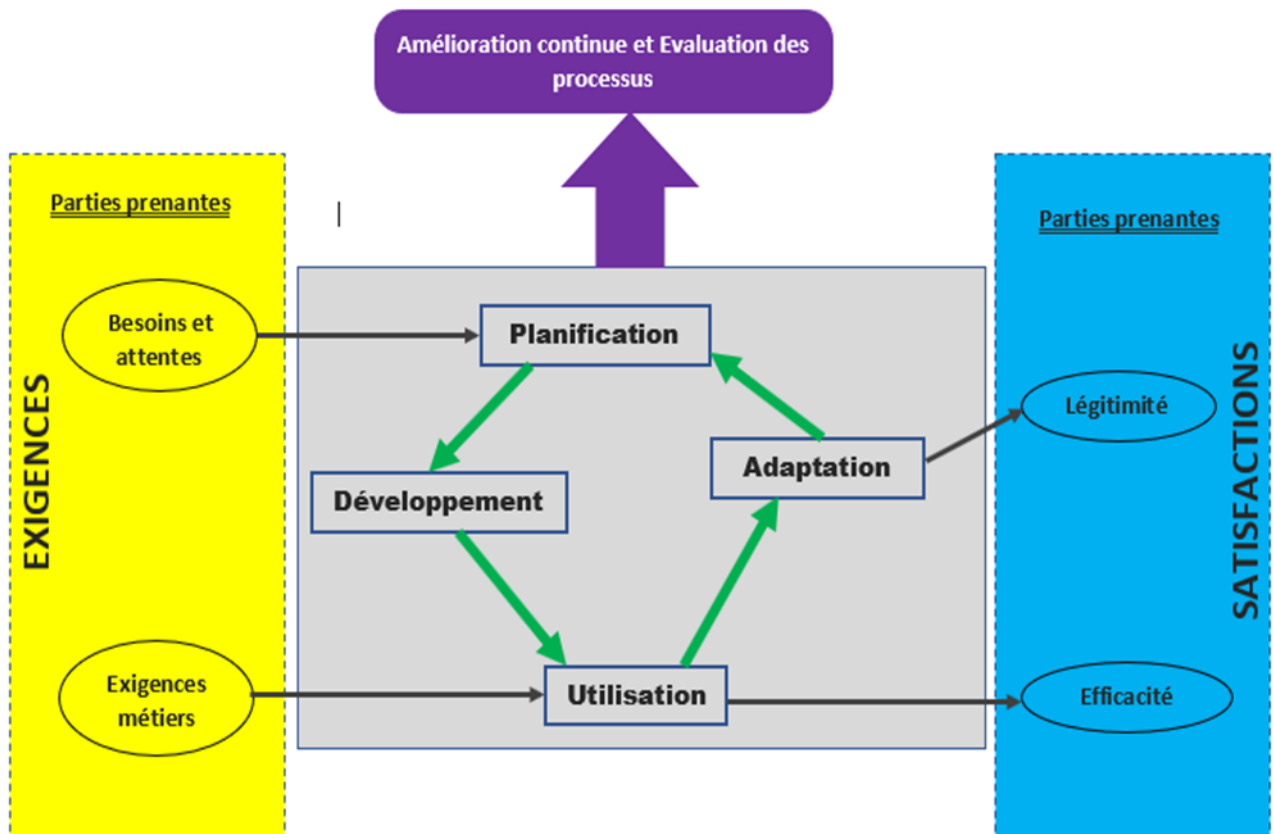 Amélioration continue et Evaluation des
processus
Parties prenantes
Parties prenantes
Besoins et
attentes
Planification
Légitimité
Adaptation
Développement
EXIGENCES
SATISFACTIONS
Exigences
métiers
Utilisation
Efficacité